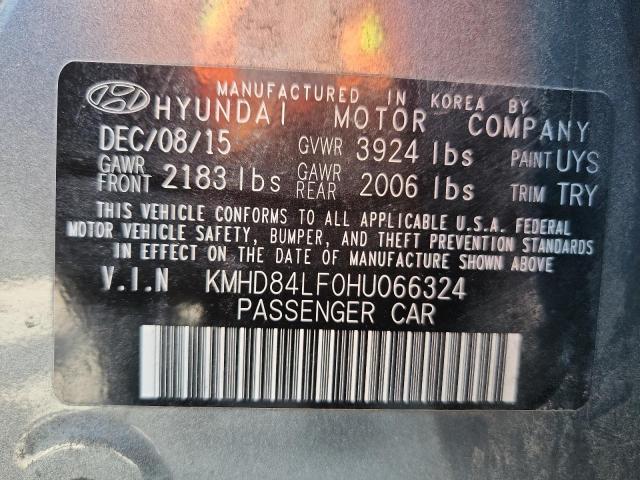 MANUFACTURED IN KOREA BY
HYUNDAI MOTOR COMPANY
DEC/08/15 GVWR 3924 lbs PAINT UYS
GAWR FRONT 2183 lbs GAWR REAR 2006 lbs TRIM TRY
THIS VEHICLE CONFORMS TO ALL APPLICABLE U.S.A. FEDERAL
MOTOR VEHICLE SAFETY, BUMPER, AND THEFT PREVENTION STANDARDS
IN EFFECT ON THE DATE OF MANUFACTURE SHOWN ABOVE.
V.I.N KMHD84LF0HU066324
PASSENGER CAR